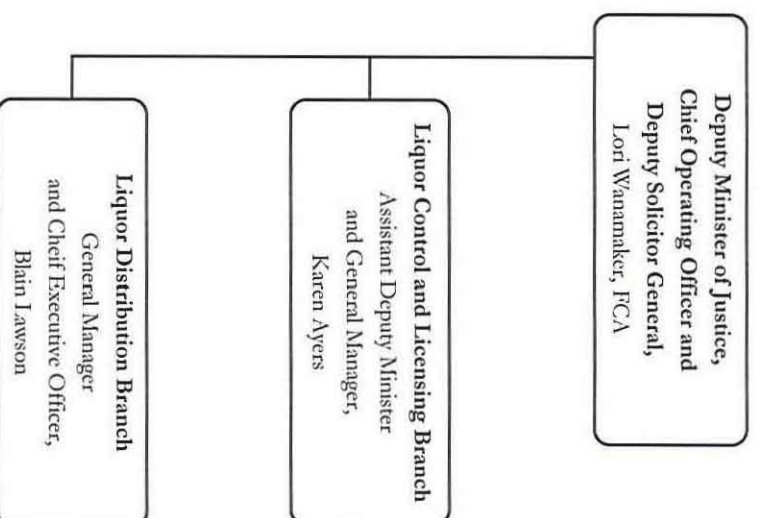 Deputy Minister of Justice,
Chief Operating Officer and
Deputy Solicitor General,
Lori Wanamaker, FCA
Liquor Control and Licensing Branch
Assistant Deputy Minister
and General Manager,
Karen Ayers
Liquor Distribution Branch
General Manager
and Cheif Executive Officer,
Blain Lawson